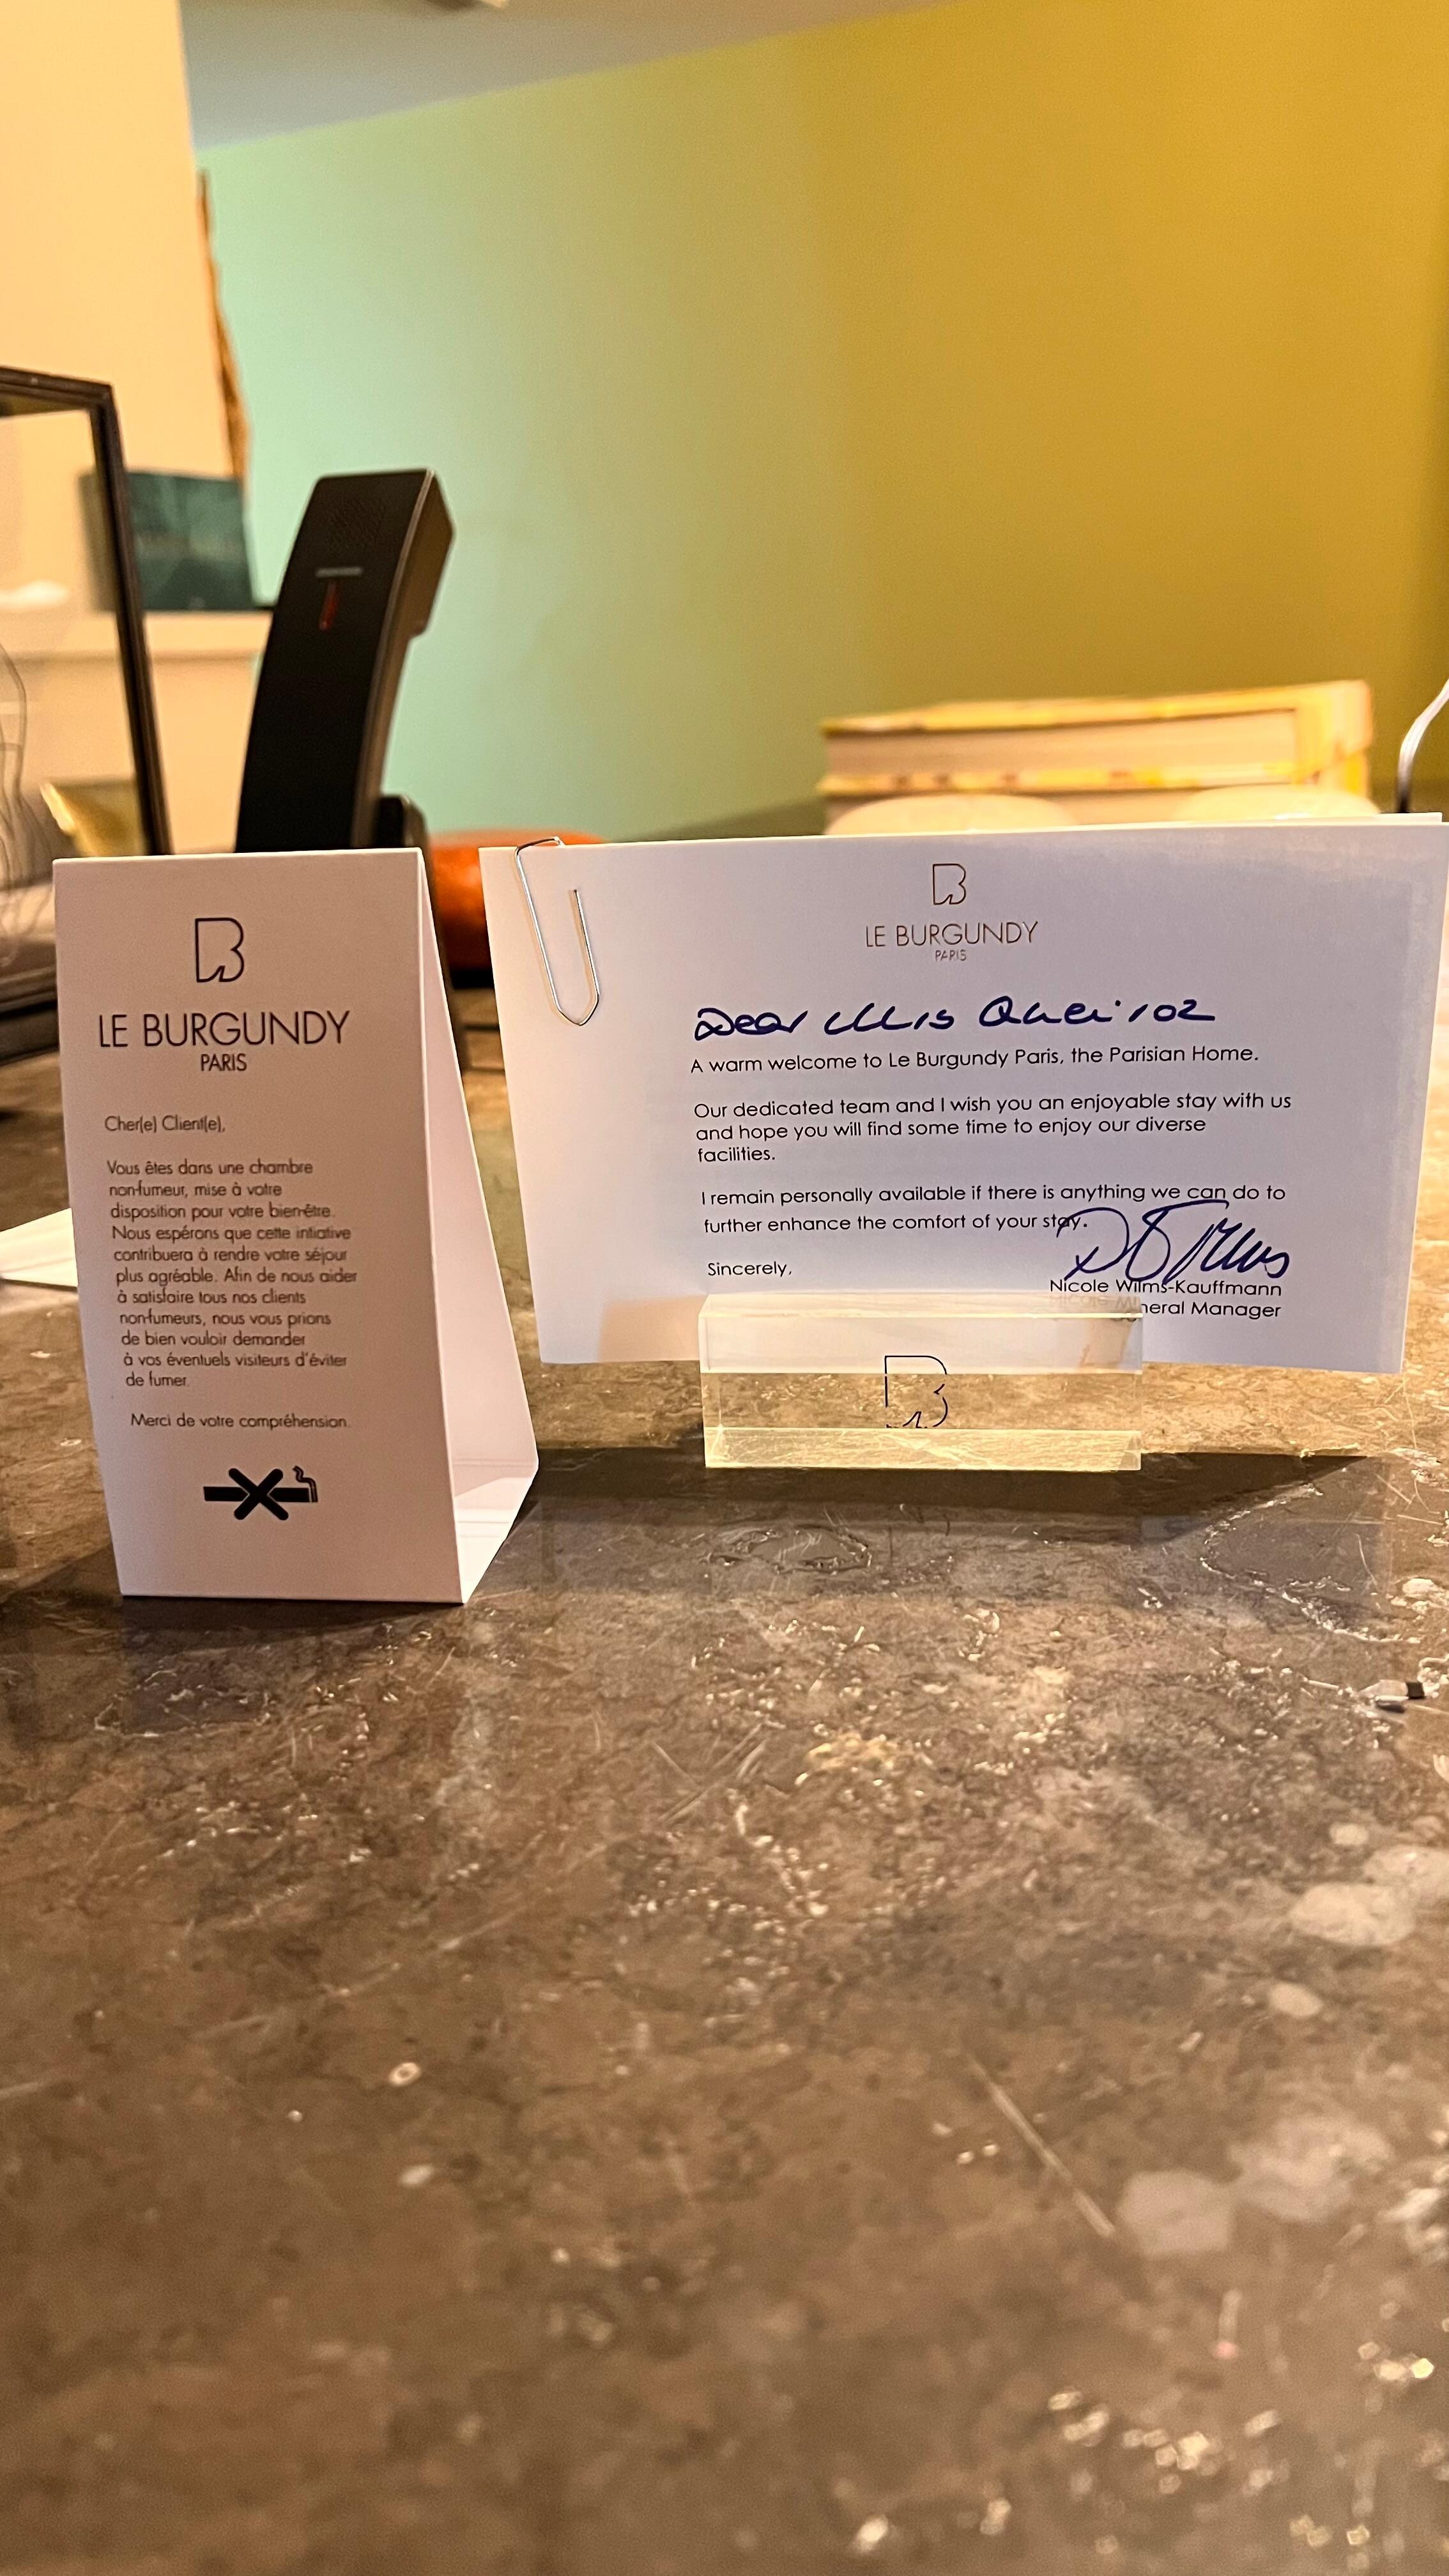 LE BURGUNDY
PARIS
Cher(e) Client(e),
Vous êtes dans une chambre
non-fumeur, mise à votre
disposition pour votre bien-être.
Nous espérons que cette intiative
contribuera à rendre votre séjour
plus agréable. Afin de nous aider
à satisfaire tous nos clients
non-fumeurs, nous vous prions
de bien vouloir demander
à vos éventuels visiteurs d'éviter
de fumer.
Merci de votre compréhension.
B
LE BURGUNDY
PARIS
Dear Miss Queiroz
A warm welcome to Le Burgundy Paris, the Parisian Home.
Our dedicated team and I wish you an enjoyable stay with us
and hope you will find some time to enjoy our diverse
facilities.
I remain personally available if there is anything we can do to
further enhance the comfort of your stay.
Sincerely,
Nicole Wilms-Kauffmann
neral Manager
B